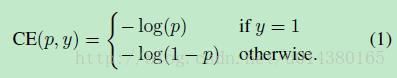 CE(p, y) = { − log(p) if y = 1
− log(1 − p) otherwise. (1)